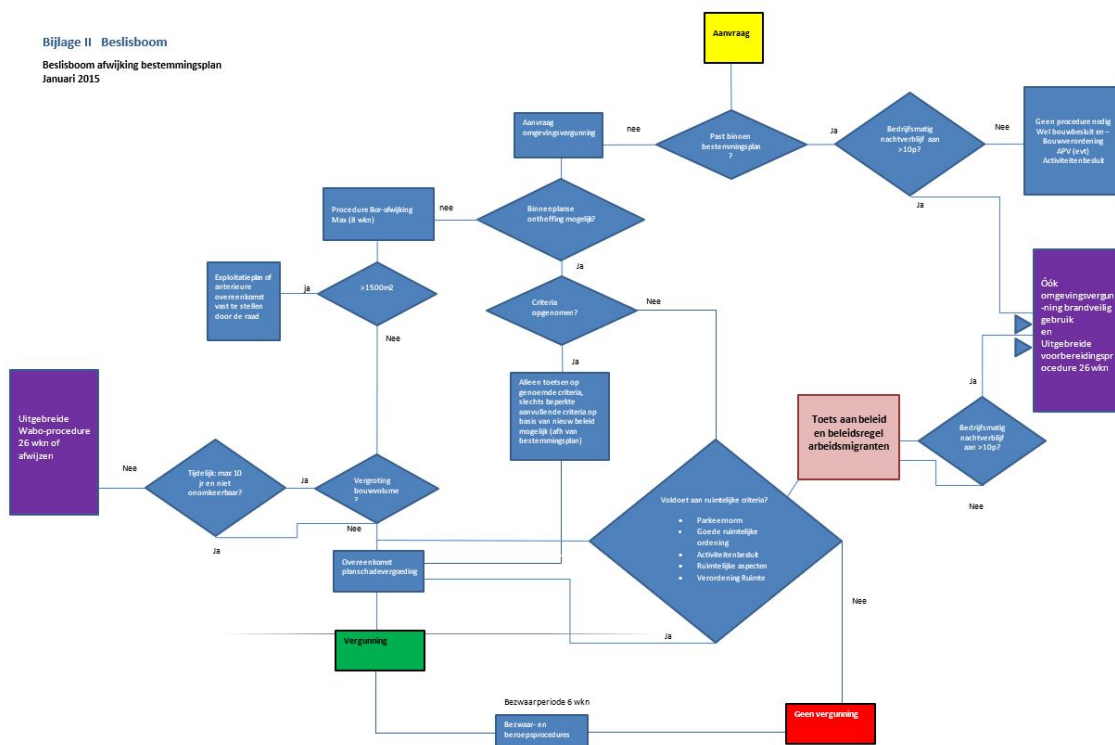 Bijlage II Beslisboom
Beslisboom afwijking bestemmingsplan
Januari 2015
Aanvraag
Aanvraag
omgevingsvergunning
nee
Past binnen
bestemmingsplan
?
Ja
Bedrijfsmatig
nachtverblijf aan
>10p?
Nee
Geen procedure nodig
Wel bouwbesluit en –
Bouwverordening
APV (evt)
Activiteitenbesluit
Ja
Procedure Bor-afwijking
Max (8 wkn)
nee
Binnenplanse
ontheffing mogelijk?
Ja
Exploitatieplan of
anterieure
overeenkomst
vast te stellen
door de raad
ja
>1500m2
Nee
Criteria
opgenomen?
Nee
Ja
Óók
omgevingsvergun
-ning brandveilig
gebruik
en
Uitgebreide
voorbereidingspr
ocedure 26 wkn
Alleen toetsen op
genoemde criteria,
slechts beperkte
aanvullende criteria op
basis van nieuw beleid
mogelijk (afh van
bestemmingsplan)
Toets aan beleid
en beleidsregel
arbeidsmigranten
Ja
Bedrijfsmatig
nachtverblijf
aan >10p?
Nee
Uitgebreide
Wabo-procedure
26 wkn of
afwijzen
Nee
Tijdelijk: max 10
jr en niet
onomkeerbaar?
Ja
Vergroting
bouwvolume
?
Ja
Nee
Voldoet aan ruimtelijke criteria?
• Parkeernorm
• Goede ruimtelijke
ordening
• Activiteitenbesluit
• Ruimtelijke aspecten
• Verordening Ruimte
Overeenkomst
planschadevergoeding
Nee
Ja
Vergunning
Bezwaarperiode 6 wkn
Bezwaar- en
beroepsprocedures
Geen vergunning